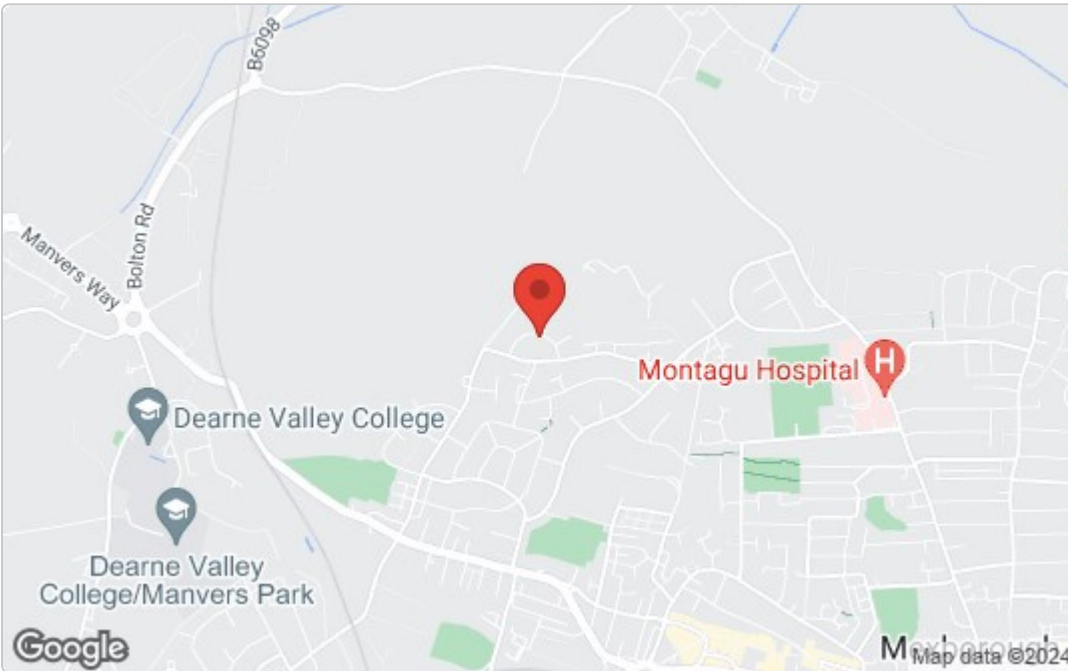 B6098
Bolton Rd
Manvers Way
Montagu Hospital
H
Dearne Valley College
Dearne Valley
College/Manvers Park
Google
Mexborough
Map data ©2024